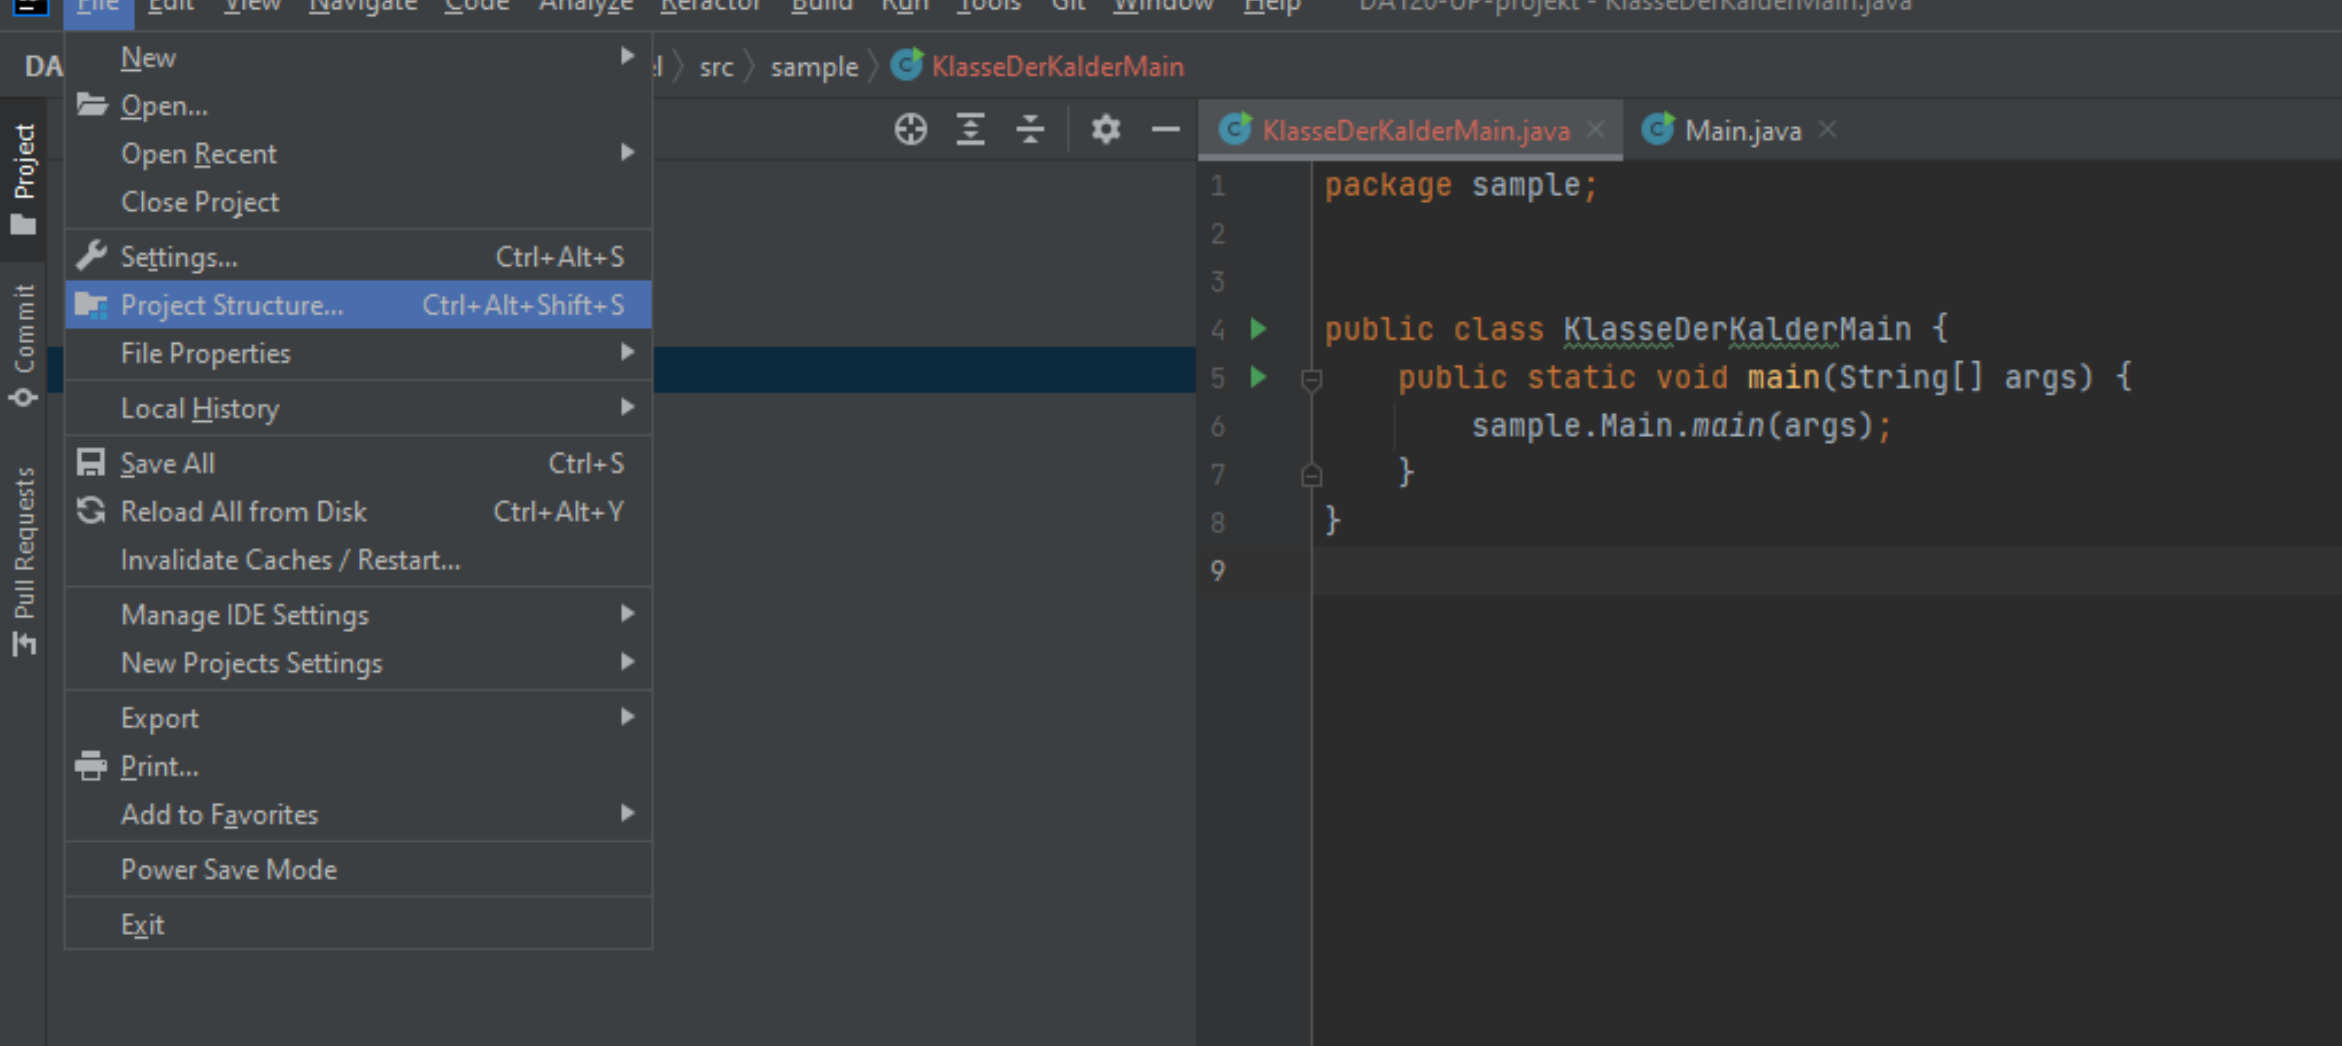 File Edit View Navigate Code Analyze Refactor Build Run Tools Git Window Help DA120-OP-projekt - KlasseDerKalderMain.java
DA
src sample KlasseDerKalderMain
New
Open...
Open Recent
Close Project
Settings... Ctrl+Alt+S
Project Structure... Ctrl+Alt+Shift+S
File Properties
Local History
Save All Ctrl+S
Reload All from Disk Ctrl+Alt+Y
Invalidate Caches / Restart...
Manage IDE Settings
New Projects Settings
Export
Print...
Add to Favorites
Power Save Mode
Exit
Project
Commit
Pull Requests
KlasseDerKalderMain.java Main.java
1 package sample;
2
3
4 public class KlasseDerKalderMain {
5 public static void main(String[] args) {
6 sample.Main.main(args);
7 }
8 }
9